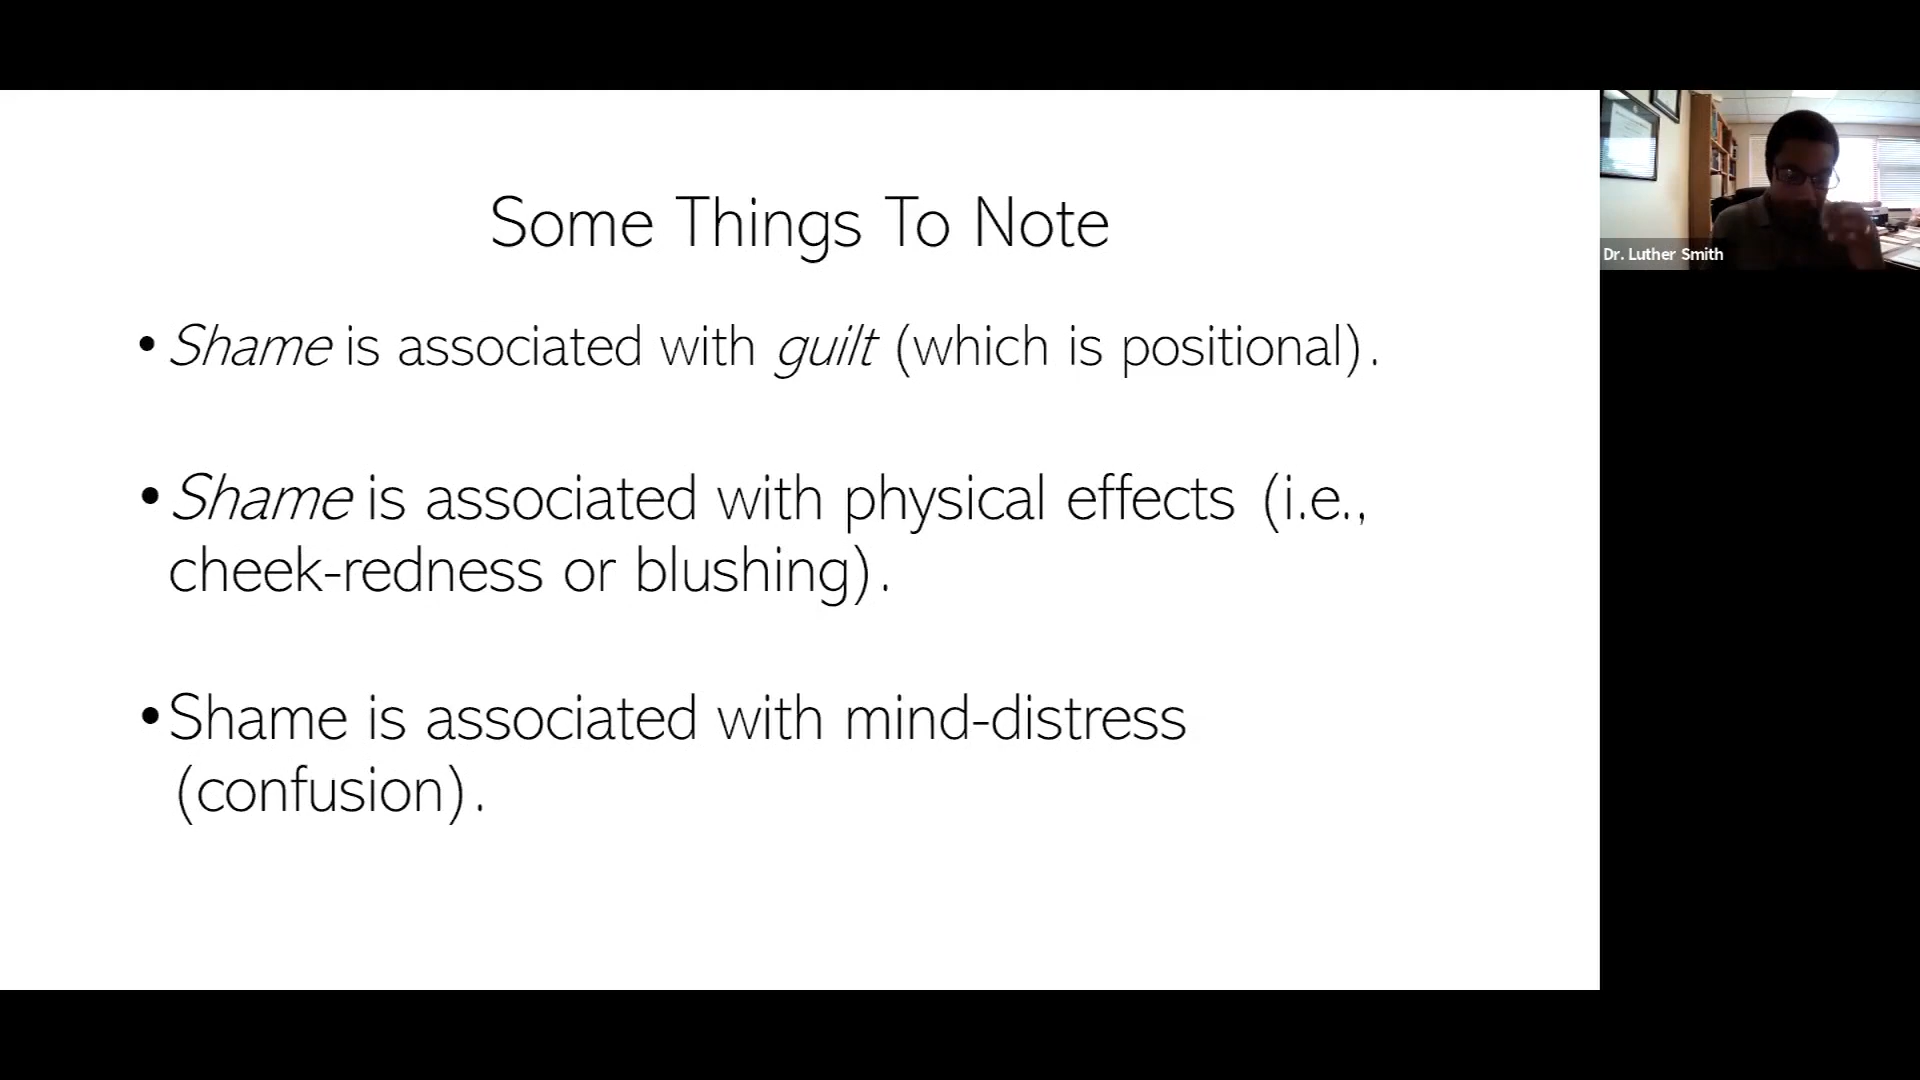 Some Things To Note
• Shame is associated with guilt (which is positional).
• Shame is associated with physical effects (i.e.,
cheek-redness or blushing).
• Shame is associated with mind-distress
(confusion).
Dr. Luther Smith